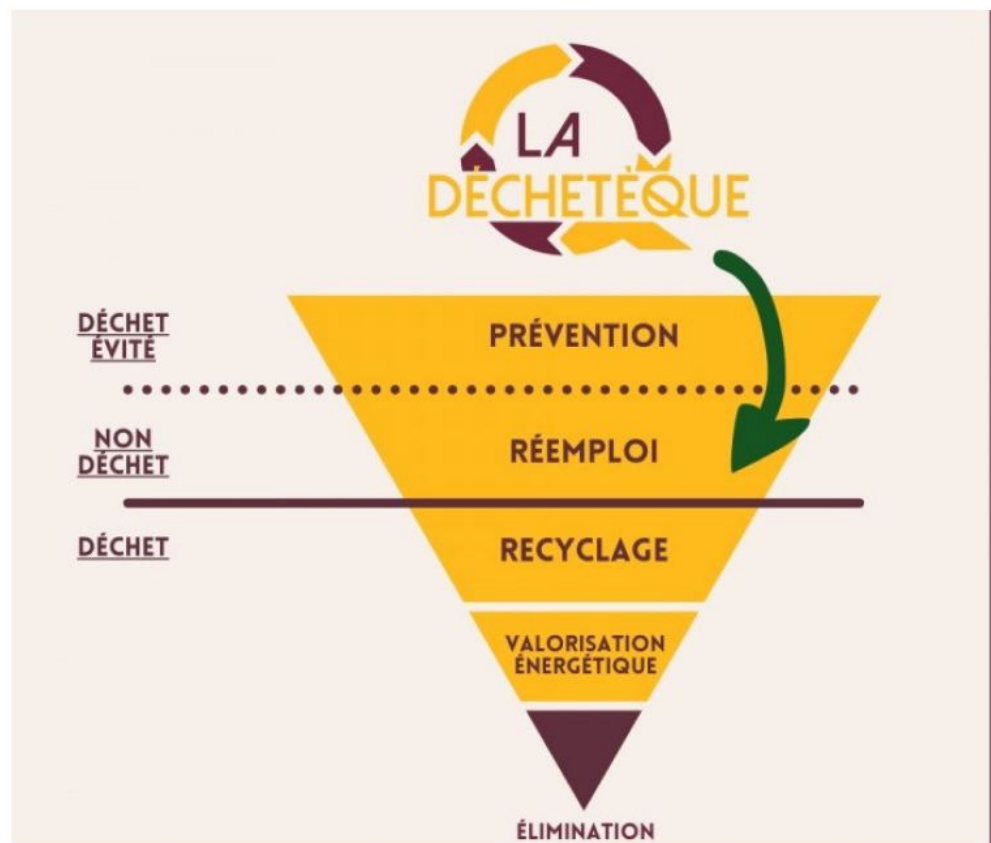 LA
DÉCHETÈQUE
DÉCHET
ÉVITÉ
PRÉVENTION
NON
DÉCHET
RÉEMPLOI
DÉCHET
RECYCLAGE
VALORISATION
ÉNERGÉTIQUE
ÉLIMINATION